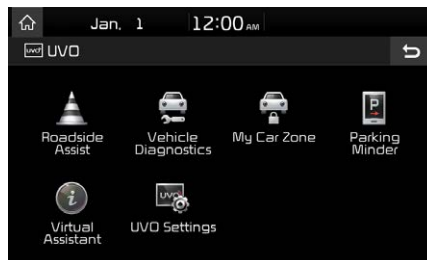 Jan. 1 12:00 AM
UVO UVO
Roadside Assist
Vehicle Diagnostics
My Car Zone
P Parking Minder
i Virtual Assistant
UVO UVO Settings